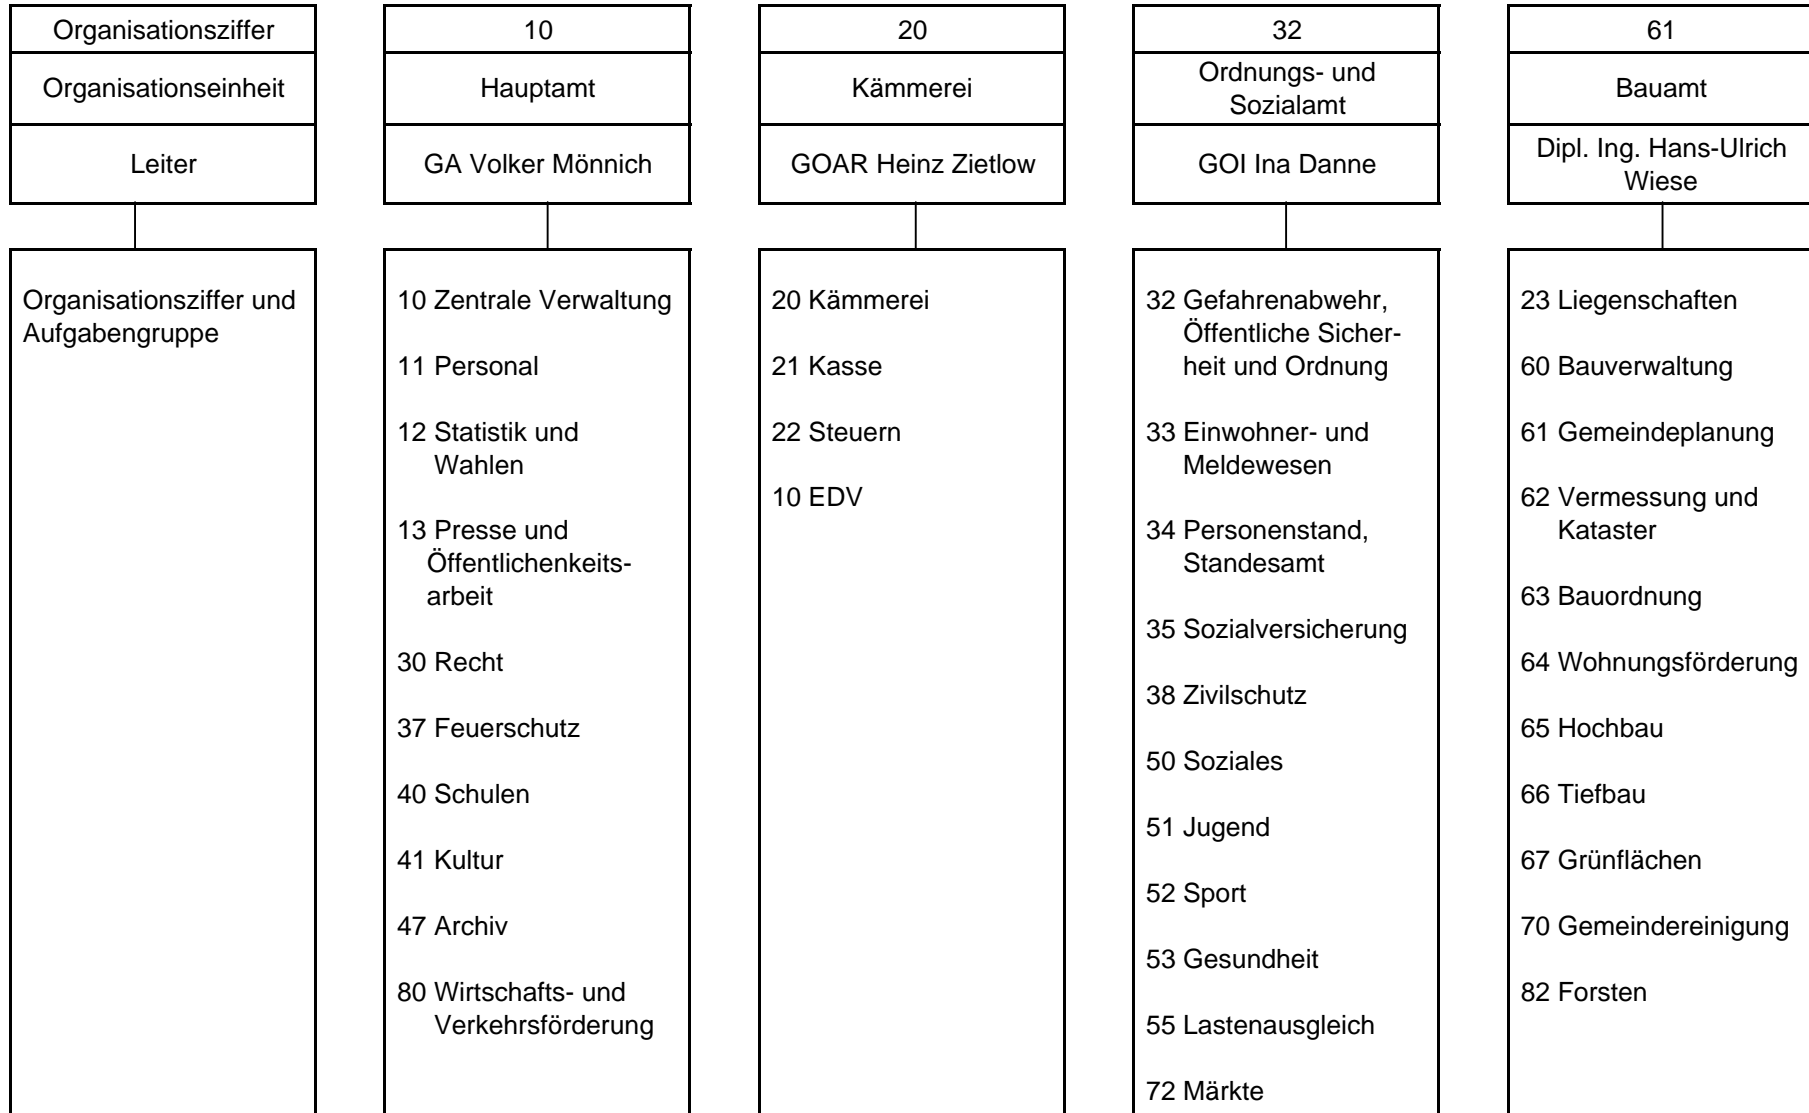 Organisationsziffer
Organisationseinheit
Leiter
Organisationsziffer und
Aufgabengruppe
10
Hauptamt
GA Volker Mönnich
10 Zentrale Verwaltung
11 Personal
12 Statistik und
Wahlen
13 Presse und
Öffentlichenkeits-
arbeit
30 Recht
37 Feuerschutz
40 Schulen
41 Kultur
47 Archiv
80 Wirtschafts- und
Verkehrsförderung
20
Kämmerei
GOAR Heinz Zietlow
20 Kämmerei
21 Kasse
22 Steuern
10 EDV
32
Ordnungs- und
Sozialamt
GOI Ina Danne
32 Gefahrenabwehr,
Öffentliche Sicher-
heit und Ordnung
33 Einwohner- und
Meldewesen
34 Personenstand,
Standesamt
35 Sozialversicherung
38 Zivilschutz
50 Soziales
51 Jugend
52 Sport
53 Gesundheit
55 Lastenausgleich
72 Märkte
61
Bauamt
Dipl. Ing. Hans-Ulrich
Wiese
23 Liegenschaften
60 Bauverwaltung
61 Gemeindeplanung
62 Vermessung und
Kataster
63 Bauordnung
64 Wohnungsförderung
65 Hochbau
66 Tiefbau
67 Grünflächen
70 Gemeindereinigung
82 Forsten